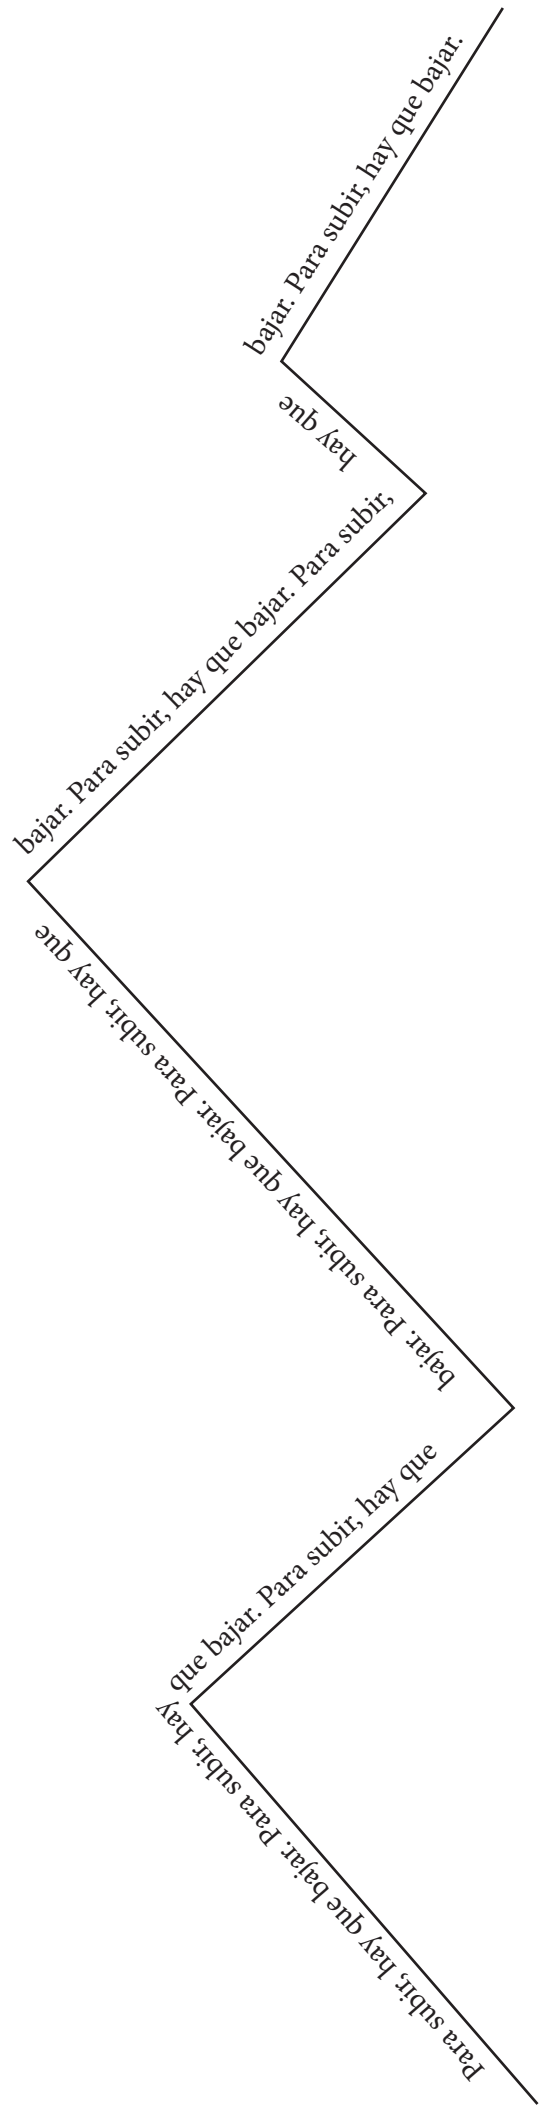 Para subir, hay que bajar. Para subir, hay
que bajar. Para subir, hay que
bajar. Para subir, hay que bajar. Para subir, hay que
bajar. Para subir, hay que bajar. Para subir,
hay que
bajar. Para subir, hay que bajar.